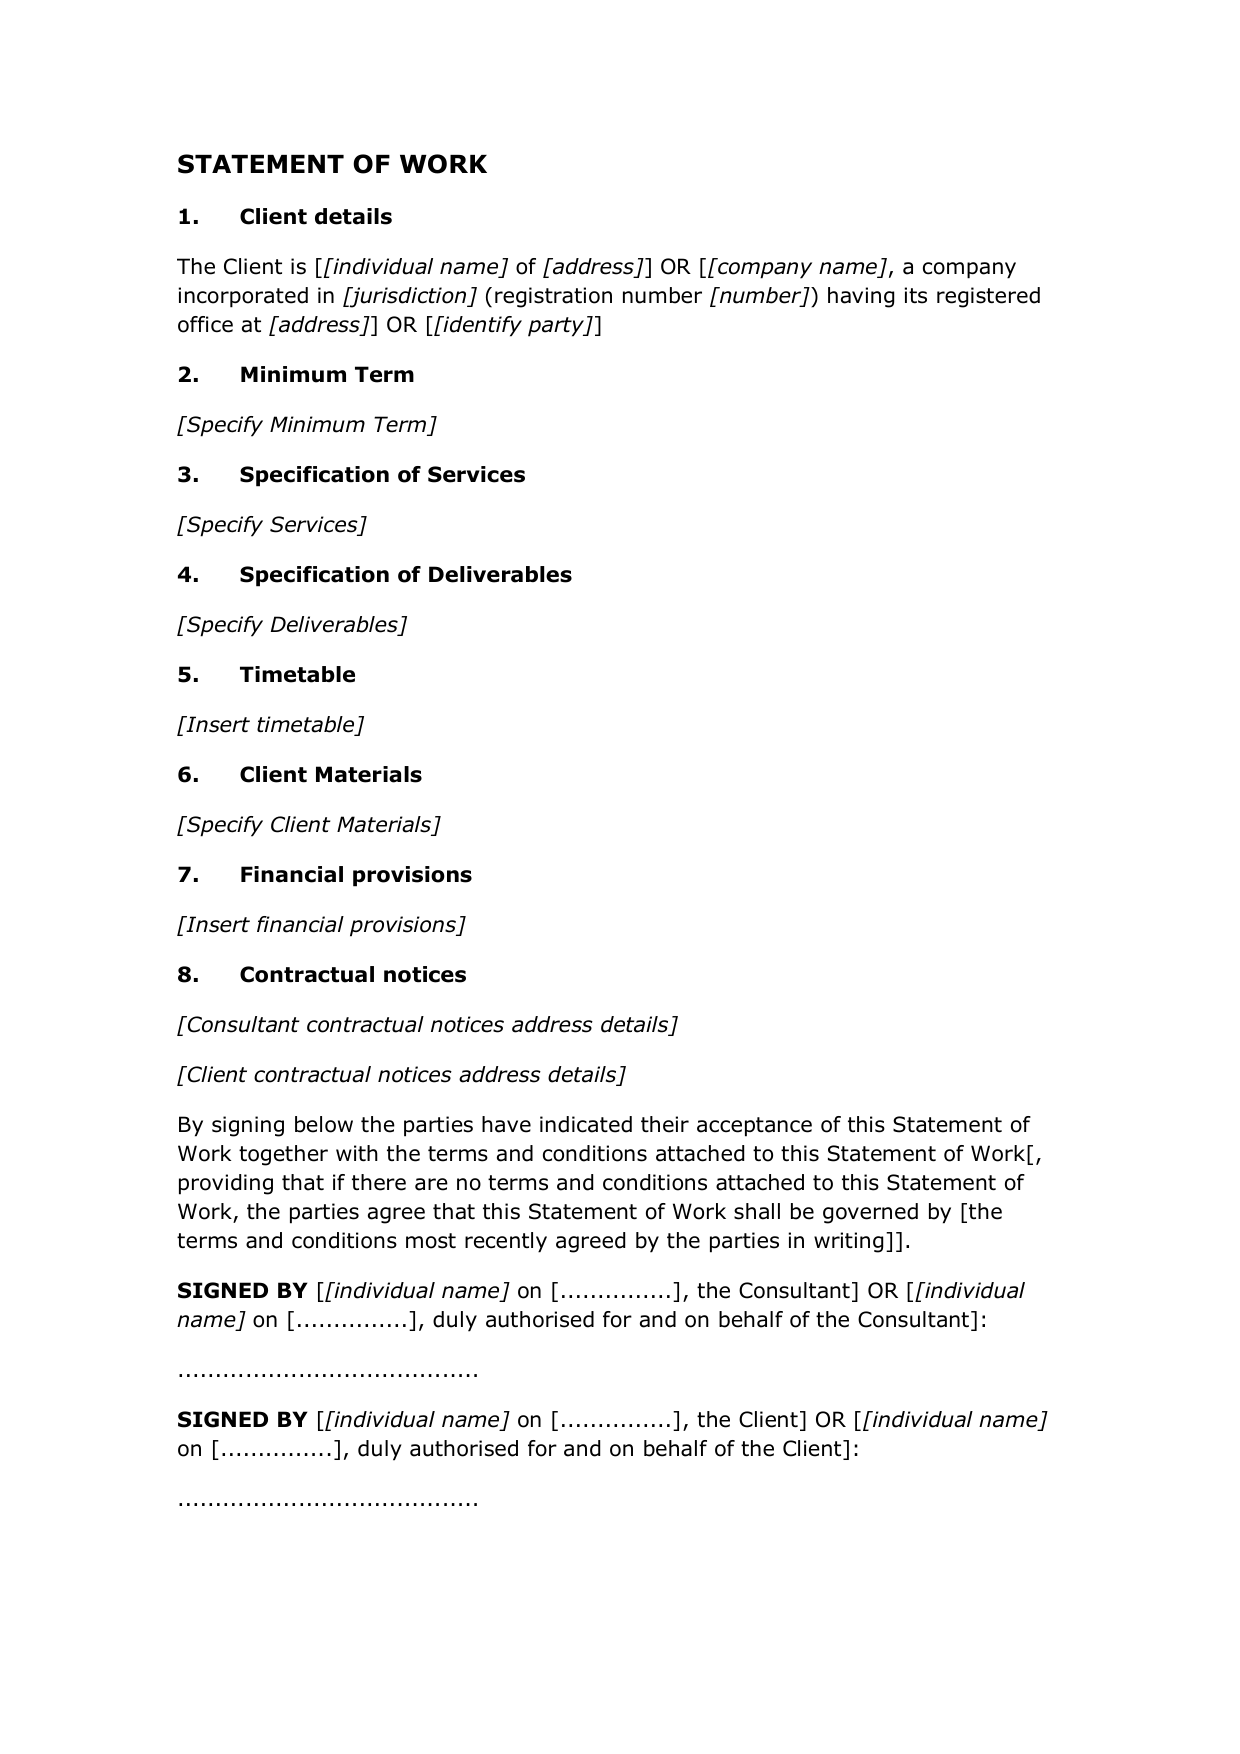 STATEMENT OF WORK
1. Client details
The Client is [[individual name] of [address]] OR [[company name], a company
incorporated in [jurisdiction] (registration number [number]) having its registered
office at [address]] OR [[identify party]]
2. Minimum Term
[Specify Minimum Term]
3. Specification of Services
[Specify Services]
4. Specification of Deliverables
[Specify Deliverables]
5. Timetable
[Insert timetable]
6. Client Materials
[Specify Client Materials]
7. Financial provisions
[Insert financial provisions]
8. Contractual notices
[Consultant contractual notices address details]
[Client contractual notices address details]
By signing below the parties have indicated their acceptance of this Statement of
Work together with the terms and conditions attached to this Statement of Work[,
providing that if there are no terms and conditions attached to this Statement of
Work, the parties agree that this Statement of Work shall be governed by [the
terms and conditions most recently agreed by the parties in writing]].
SIGNED BY [[individual name] on [...............], the Consultant] OR [[individual
name] on [...............], duly authorised for and on behalf of the Consultant]:
........................................
SIGNED BY [[individual name] on [...............], the Client] OR [[individual name]
on [...............], duly authorised for and on behalf of the Client]:
........................................